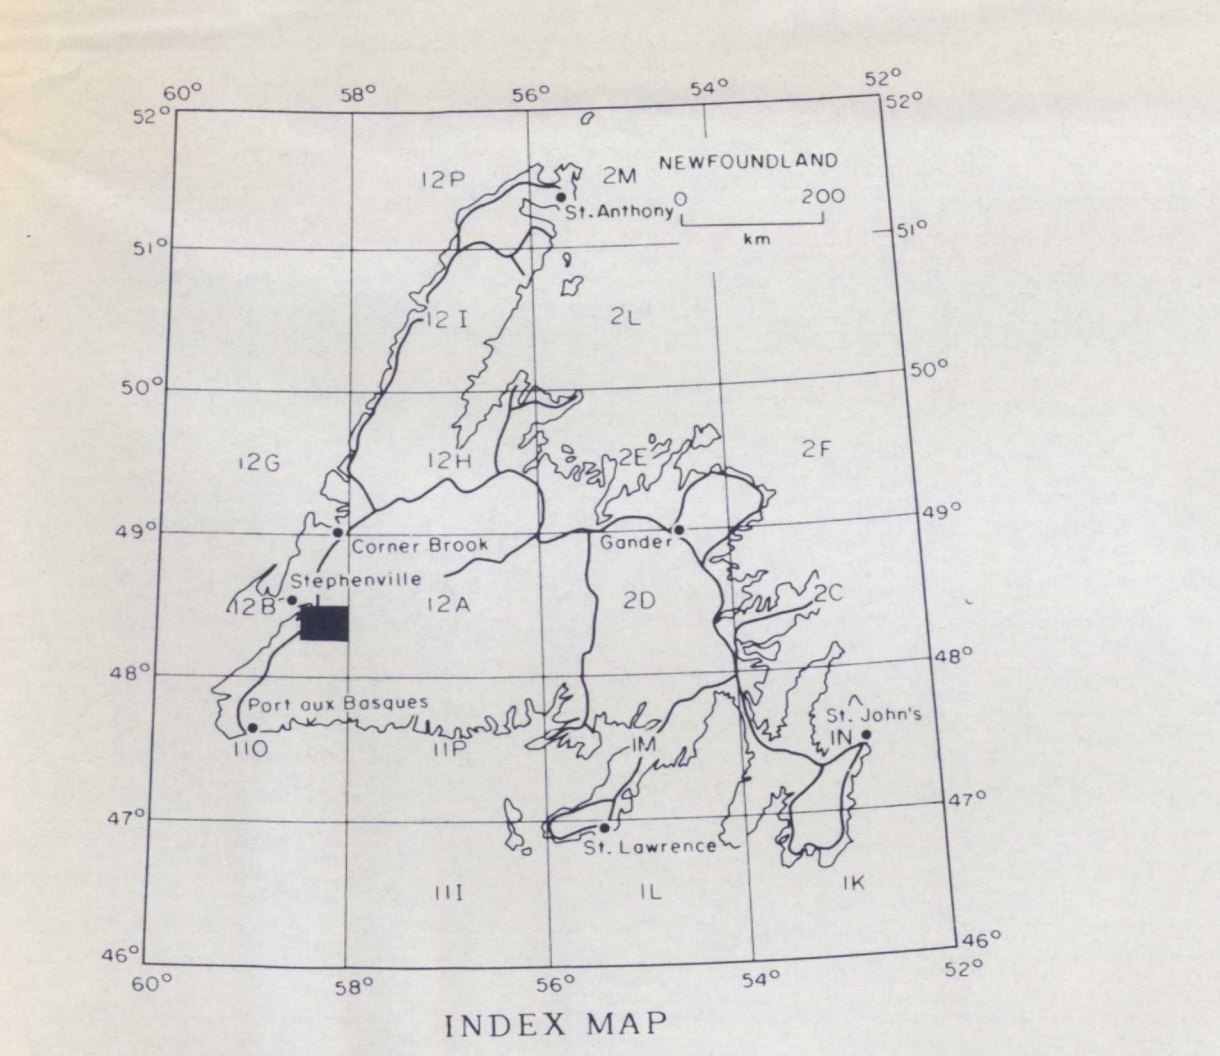 60° 58° 56° 54° 52°
52° 52°
12P 2M NEWFOUNDLAND
0 200
St. Anthony
km
51° 51°
12I 2L
50° 50°
12G 12H 2E 2F
49° 49°
Corner Brook Gander
Stephenville
12B 12A 2D 2C
48° 48°
Port aux Basques
St. John's
11O 11P 1M 1N
47° 47°
St. Lawrence
11I 1L 1K
46° 46°
60° 58° 56° 54° 52°
INDEX MAP